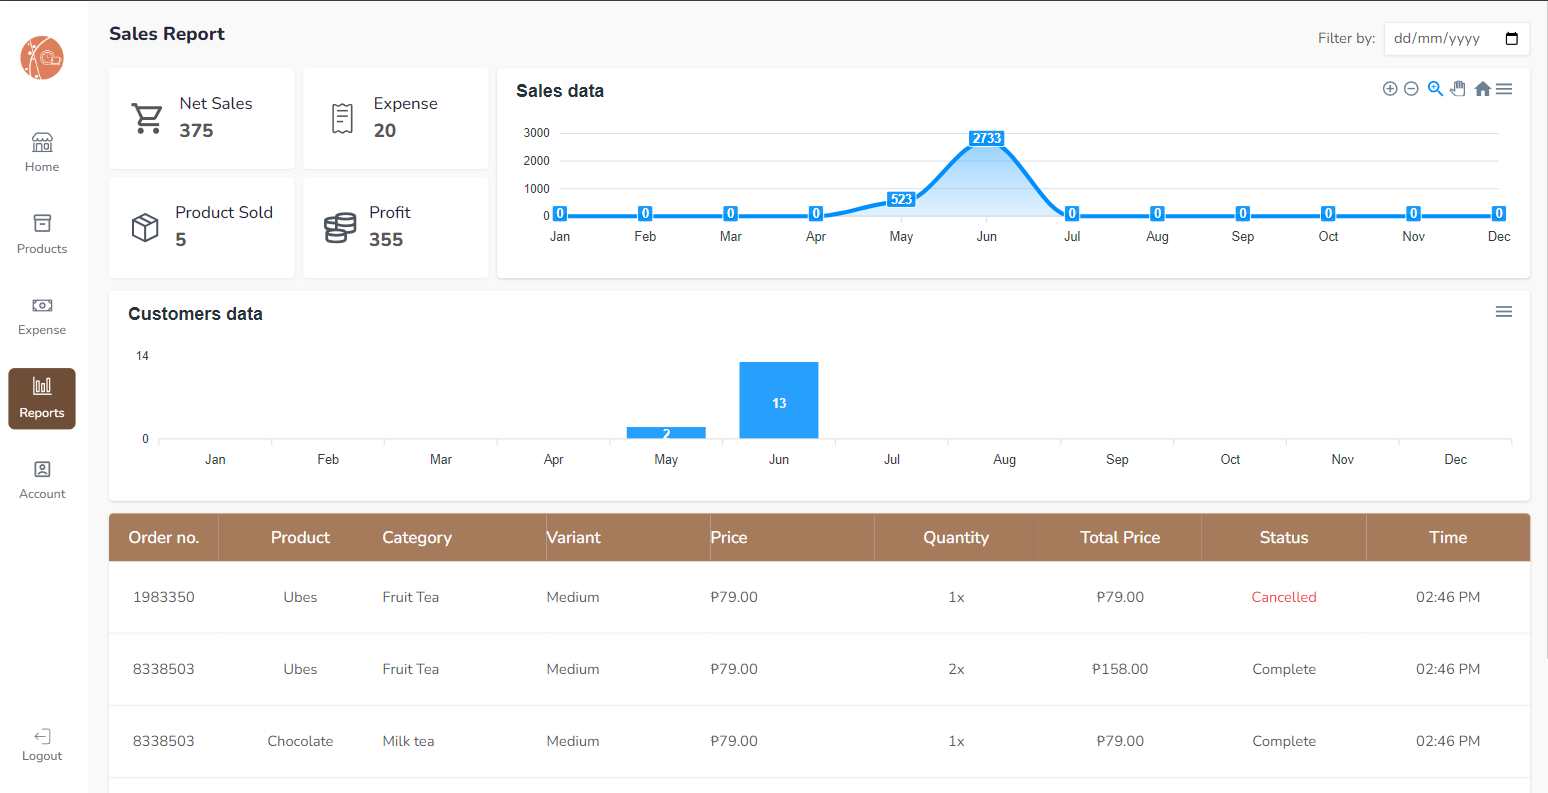 Sales Report
Filter by: dd/mm/yyyy
Home
Products
Expense
Reports
Account
Logout
Net Sales
375
Expense
20
Product Sold
5
Profit
355
Sales data
3000
2000
1000
0
0 0 0 0 523 2733 0 0 0 0 0 0
Jan Feb Mar Apr May Jun Jul Aug Sep Oct Nov Dec
Customers data
14
0
2 13
Jan Feb Mar Apr May Jun Jul Aug Sep Oct Nov Dec
Order no. Product Category Variant Price Quantity Total Price Status Time
1983350 Ubes Fruit Tea Medium ₱79.00 1x ₱79.00 Cancelled 02:46 PM
8338503 Ubes Fruit Tea Medium ₱79.00 2x ₱158.00 Complete 02:46 PM
8338503 Chocolate Milk tea Medium ₱79.00 1x ₱79.00 Complete 02:46 PM